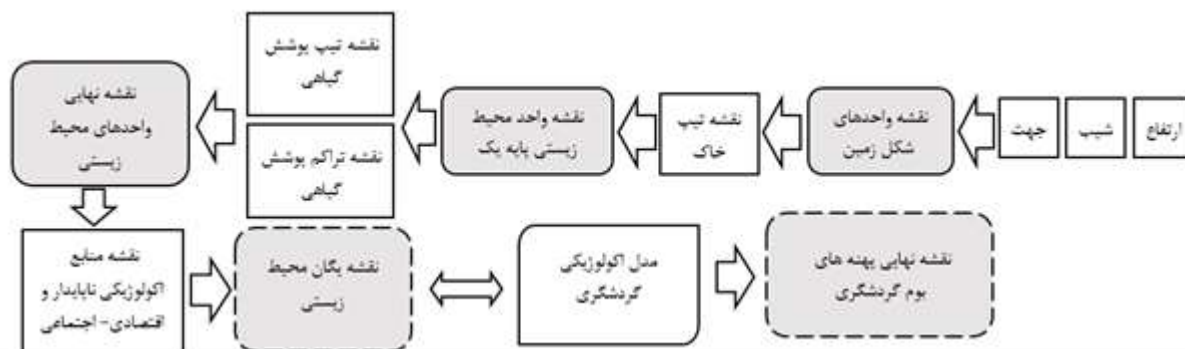 ارتفاع
شیب
جهت
نقشه واحدهای
شکل زمین
نقشه تیپ
خاک
نقشه واحد محیط
زیستی پایه یک
نقشه تیپ پوشش
گیاهی
نقشه تراکم پوشش
گیاهی
نقشه نهایی
واحدهای محیط
زیستی
نقشه منابع
اکولوژیکی ناپایدار و
اقتصادی- اجتماعی
نقشه یگان محیط
زیستی
مدل اکولوژیکی
گردشگری
نقشه نهایی پهنه های
بوم گردشگری